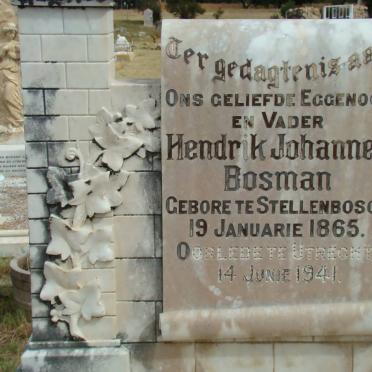 Ter gedagtenis aa
Ons geliefde Eggenoo
en Vader
Hendrik Johanne
Bosman
Gebore te Stellenbosc
19 Januarie 1865.
Oorlede te Utrecht
14 Junie 1941.